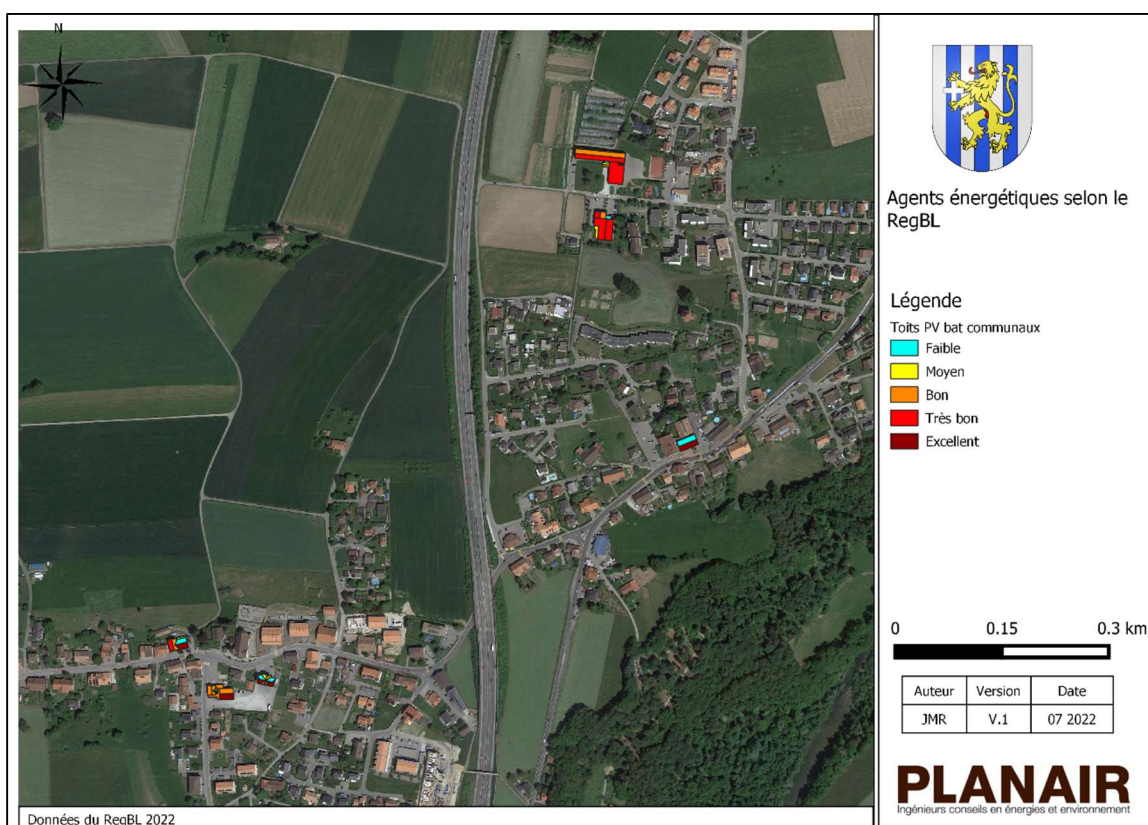 N
Agents énergétiques selon le
RegBL
Légende
Toits PV bat communaux
Faible
Moyen
Bon
Très bon
Excellent
0 0.15 0.3 km
Auteur Version Date
JMR V.1 07 2022
PLANAIR
Ingénieurs conseils en énergies et environnement
Données du RegBL 2022